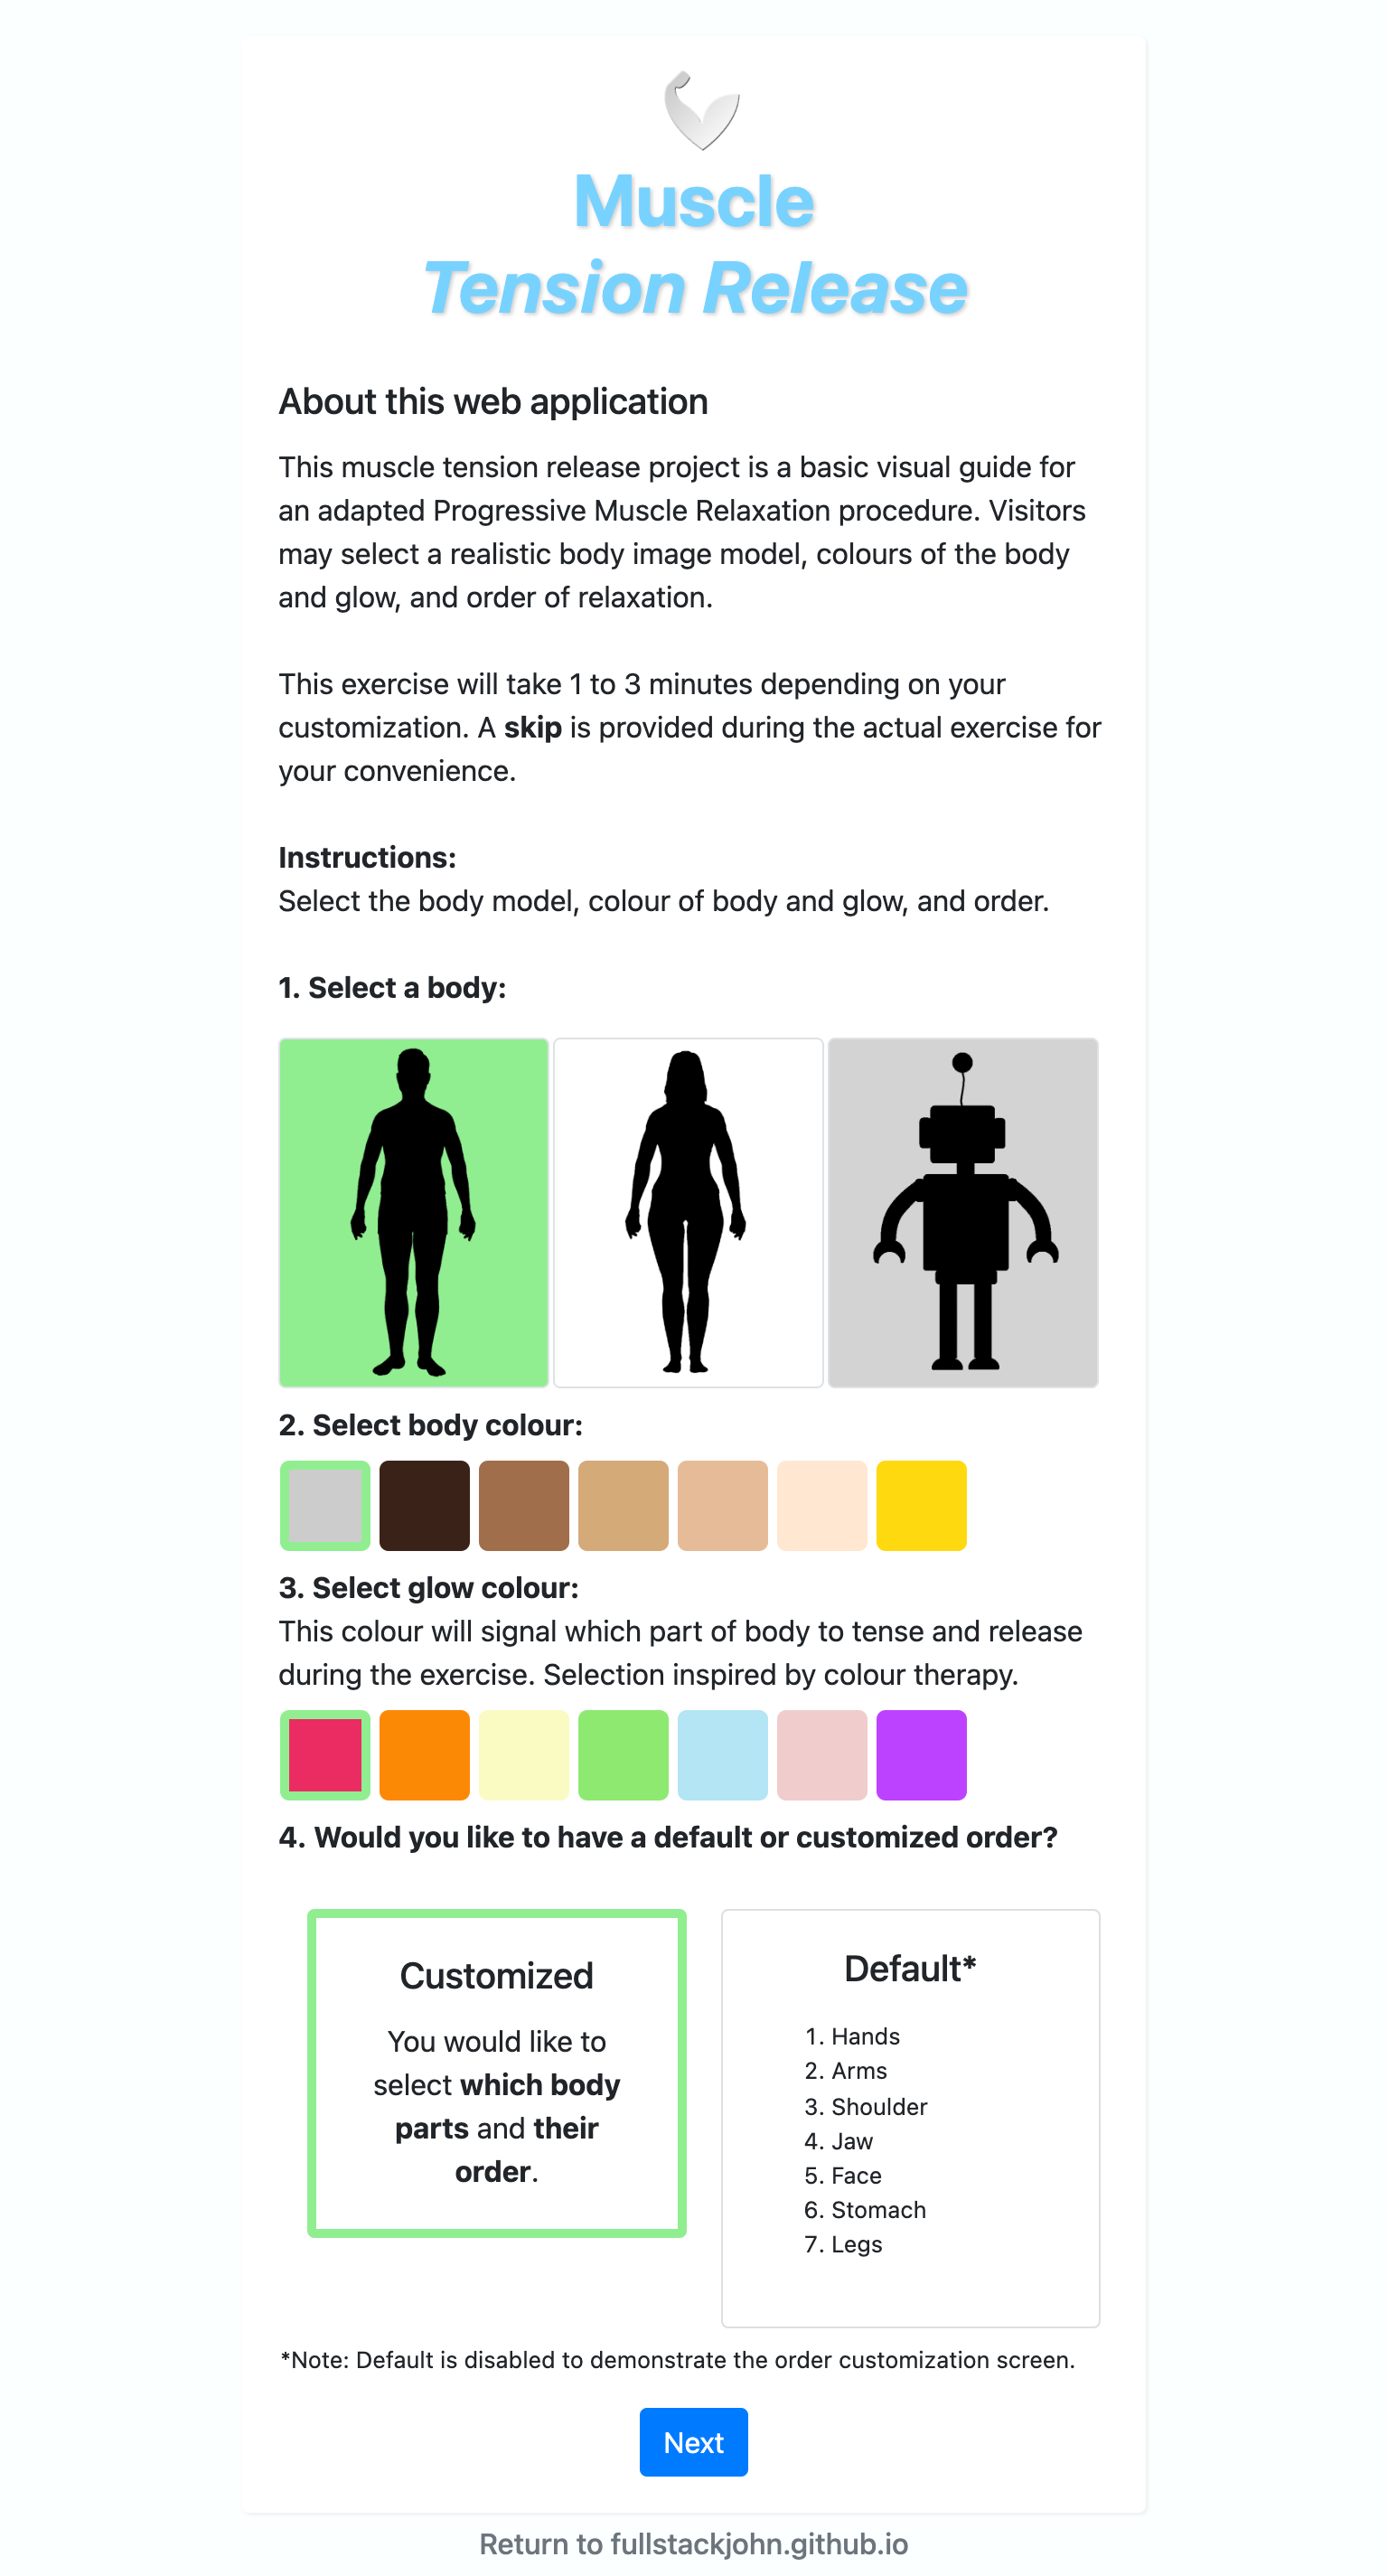 Muscle
Tension Release
About this web application
This muscle tension release project is a basic visual guide for
an adapted Progressive Muscle Relaxation procedure. Visitors
may select a realistic body image model, colours of the body
and glow, and order of relaxation.
This exercise will take 1 to 3 minutes depending on your
customization. A skip is provided during the actual exercise for
your convenience.
Instructions:
Select the body model, colour of body and glow, and order.
1. Select a body:
2. Select body colour:
3. Select glow colour:
This colour will signal which part of body to tense and release
during the exercise. Selection inspired by colour therapy.
4. Would you like to have a default or customized order?
Customized
You would like to
select which body
parts and their
order.
Default*
1. Hands
2. Arms
3. Shoulder
4. Jaw
5. Face
6. Stomach
7. Legs
*Note: Default is disabled to demonstrate the order customization screen.
Next
Return to fullstackjohn.github.io